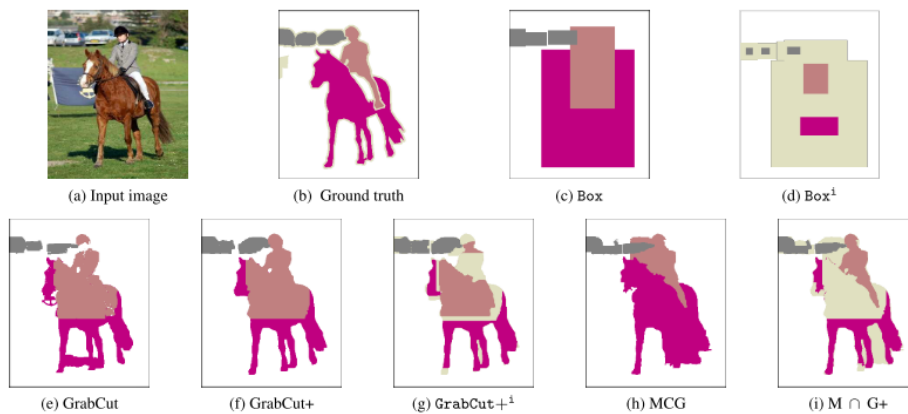 (a) Input image
(b) Ground truth
(c) Box
(d) Boxⁱ
(e) GrabCut
(f) GrabCut+
(g) GrabCut+ⁱ
(h) MCG
(i) M ∩ G+